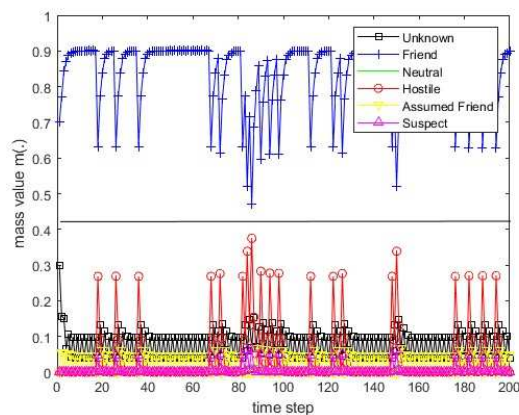 1
0.9
0.8
0.7
0.6
0.5
0.4
0.3
0.2
0.1
0
mass value m(.)
Unknown
Friend
Neutral
Hostile
Assumed Friend
Suspect
0 20 40 60 80 100 120 140 160 180 200
time step